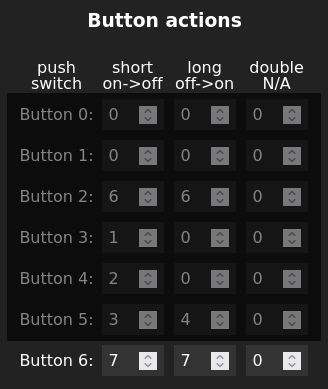 Button actions
push switch short on->off long off->on double N/A
Button 0: 0 0 0
Button 1: 0 0 0
Button 2: 6 6 0
Button 3: 1 0 0
Button 4: 2 0 0
Button 5: 3 4 0
Button 6: 7 7 0